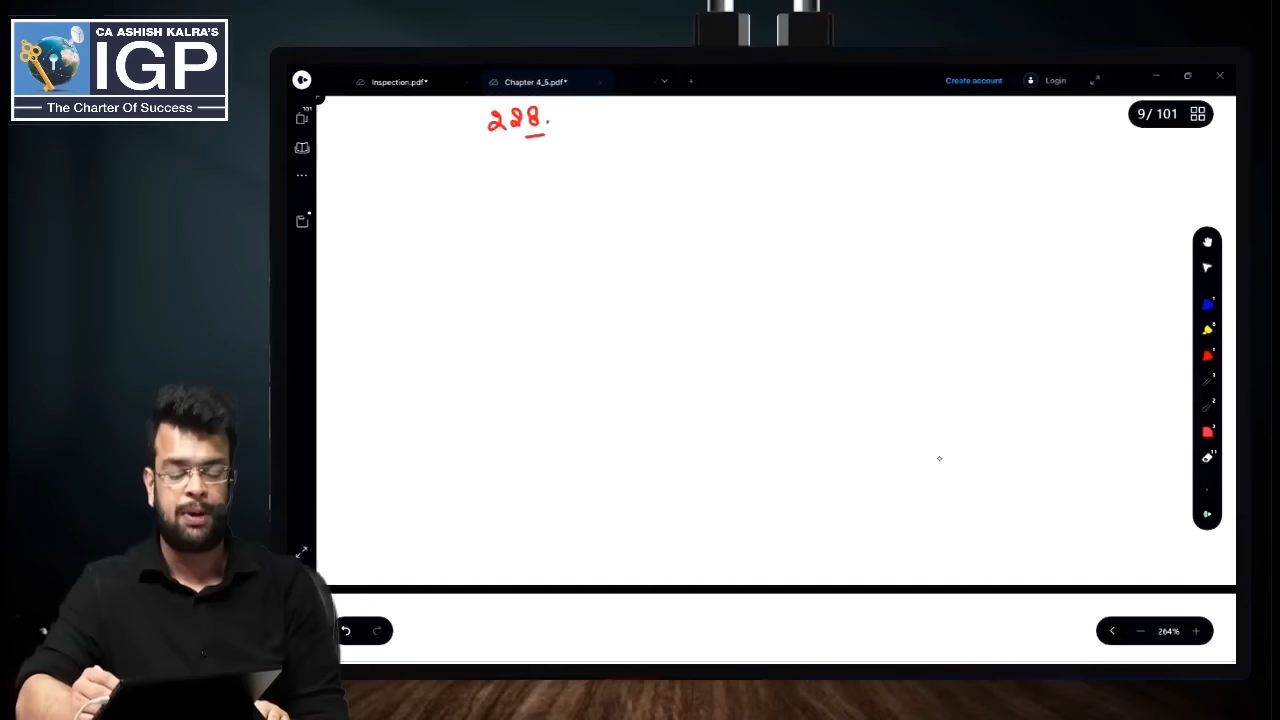 CA ASHISH KALRA'S
IGP
The Charter Of Success
Inspection.pdf*
Chapter 4_5.pdf*
Create account
Login
101
228.
9/ 101
264%